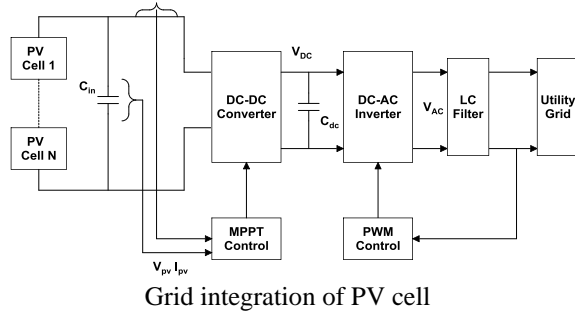 PV
Cell 1
C_in
PV
Cell N
DC-DC
Converter
V_DC
C_dc
DC-AC
Inverter
V_AC
LC
Filter
Utility
Grid
MPPT
Control
PWM
Control
V_pv I_pv
Grid integration of PV cell